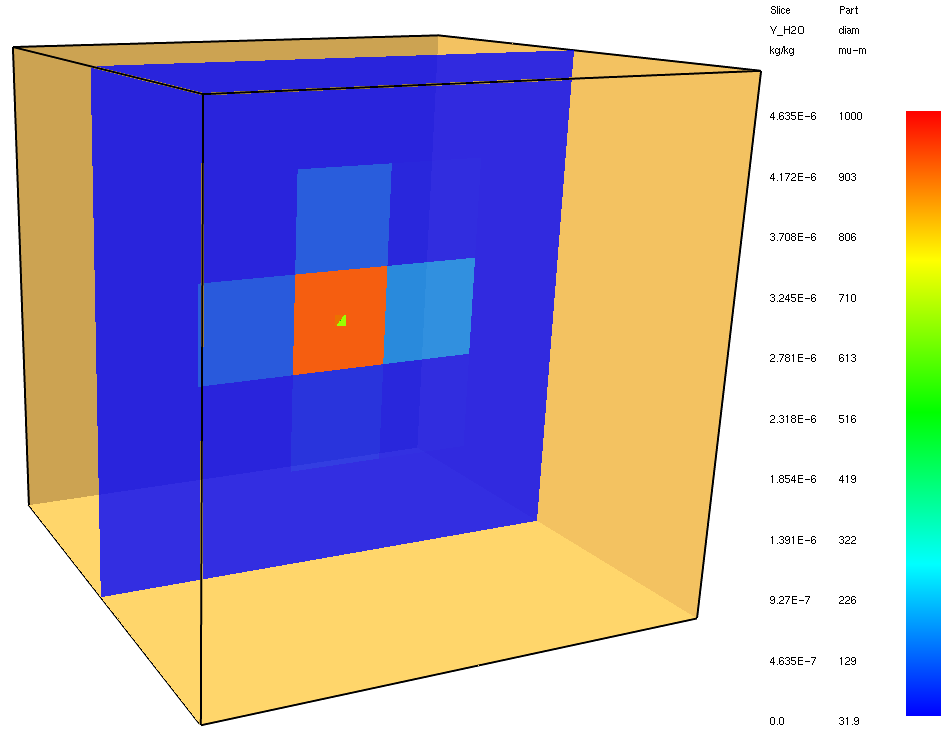 Slice Part
Y_H2O diam
kg/kg mu-m
4.635E-6 1000
4.172E-6 903
3.708E-6 806
3.245E-6 710
2.781E-6 613
2.318E-6 516
1.854E-6 419
1.391E-6 322
9.27E-7 226
4.635E-7 129
0.0 31.9